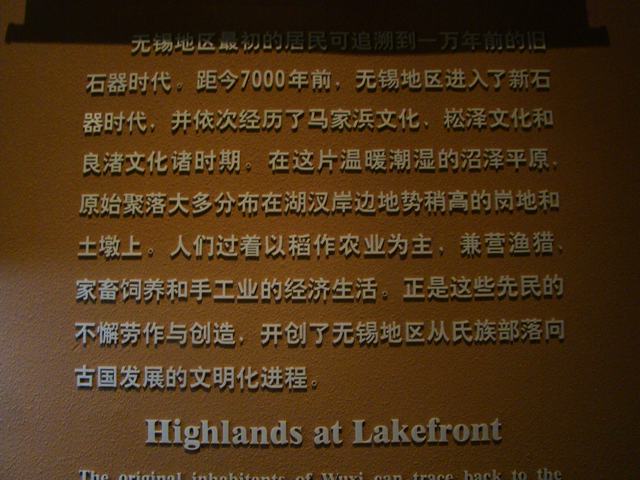 无锡地区最初的居民可追溯到一万年前的旧
石器时代。距今7000年前，无锡地区进入了新石
器时代，并依次经历了马家浜文化、崧泽文化和
良渚文化诸时期。在这片温暖潮湿的沼泽平原，
原始聚落大多分布在湖汊岸边地势稍高的岗地和
土墩上。人们过着以稻作农业为主，兼营渔猎、
家畜饲养和手工业的经济生活。正是这些先民的
不懈劳作与创造，开创了无锡地区从氏族部落向
古国发展的文明化进程。
Highlands at Lakefront
The original inhabitants of Wuxi can trace back to the